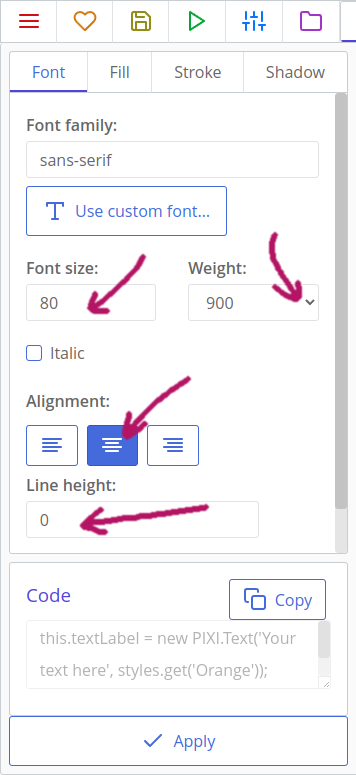 Font Fill Stroke Shadow
Font family:
sans-serif
Use custom font...
Font size: Weight:
80 900
Italic
Alignment:
Line height:
0
Code
Copy
this.textLabel = new PIXI.Text('Your
text here', styles.get('Orange'));
Apply